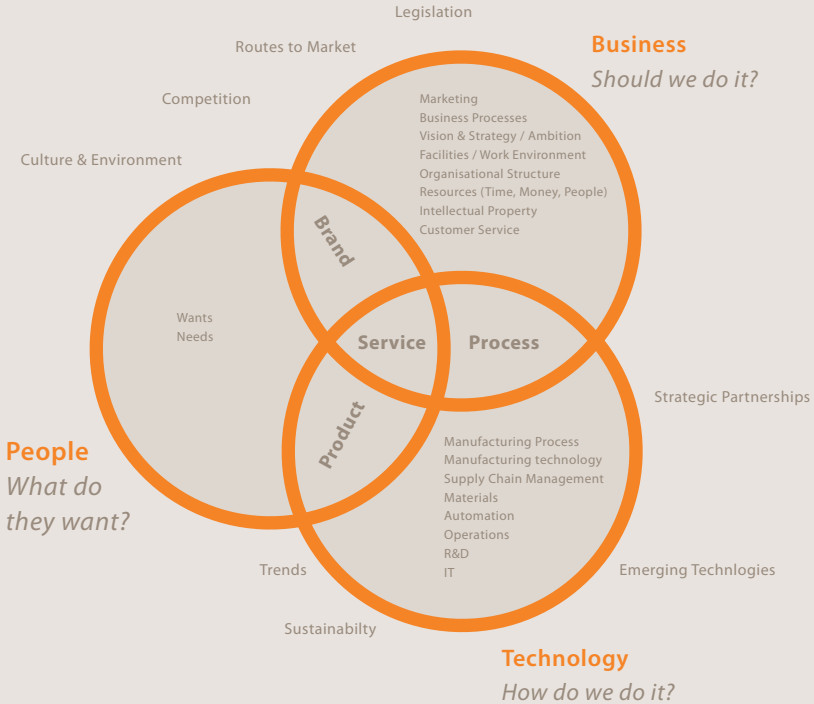 Legislation
Routes to Market
Competition
Culture & Environment
Business
Should we do it?
Marketing
Business Processes
Vision & Strategy / Ambition
Facilities / Work Environment
Organisational Structure
Resources (Time, Money, People)
Intellectual Property
Customer Service
Brand
Wants
Needs
Service
Process
Product
People
What do
they want?
Strategic Partnerships
Manufacturing Process
Manufacturing technology
Supply Chain Management
Materials
Automation
Operations
R&D
IT
Trends
Sustainabilty
Emerging Technlogies
Technology
How do we do it?